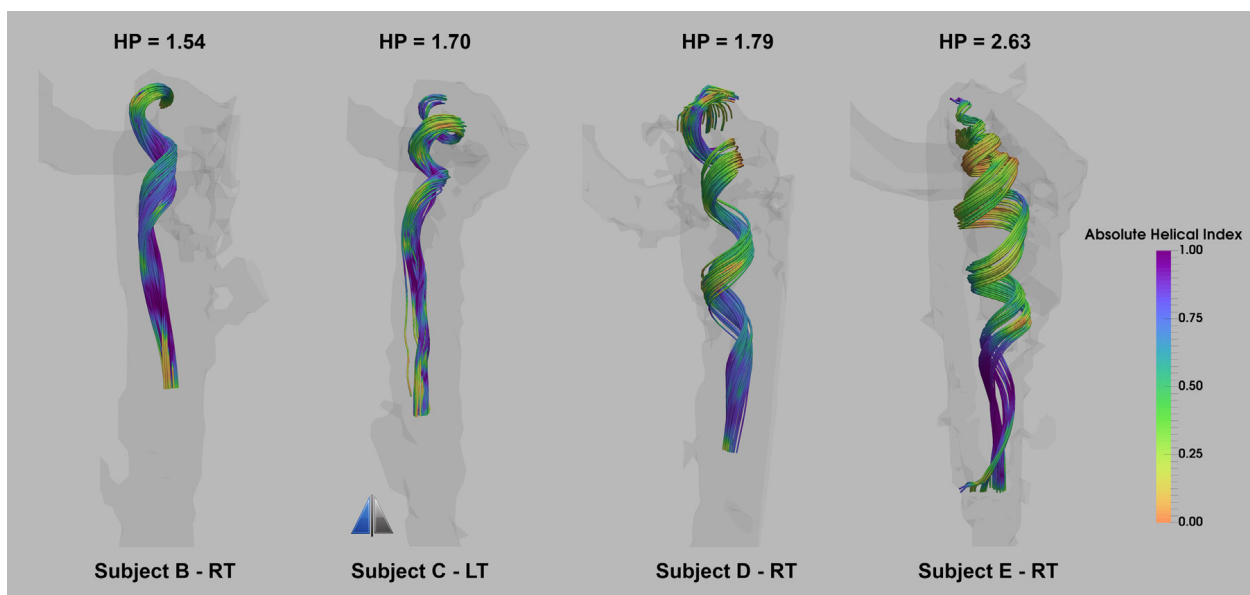 HP = 1.54 HP = 1.70 HP = 1.79 HP = 2.63
Absolute Helical Index
1.00
0.75
0.50
0.25
0.00
Subject B - RT Subject C - LT Subject D - RT Subject E - RT